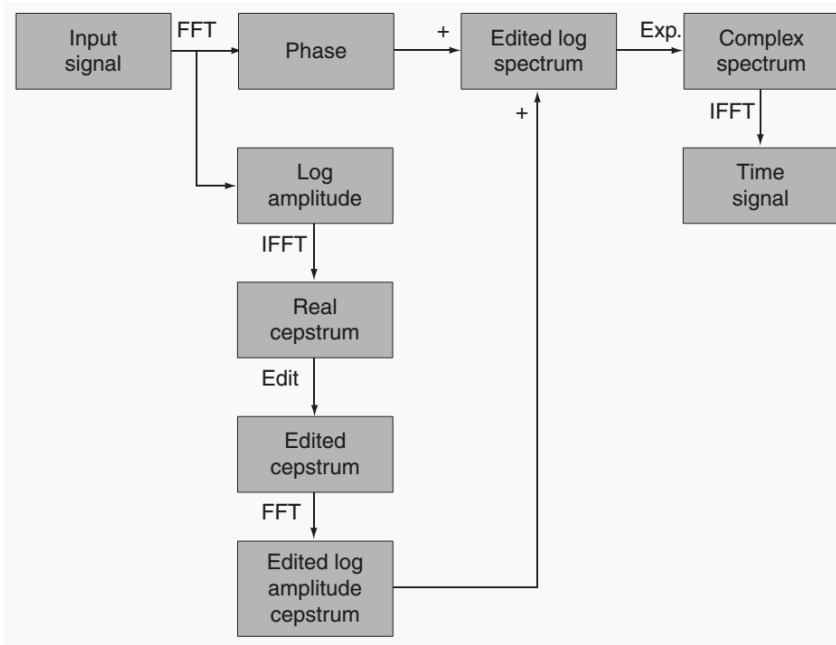 Input
signal
FFT
Phase
+
Edited log
spectrum
Exp.
Complex
spectrum
+
IFFT
Log
amplitude
Time
signal
IFFT
Real
cepstrum
Edit
Edited
cepstrum
FFT
Edited log
amplitude
cepstrum